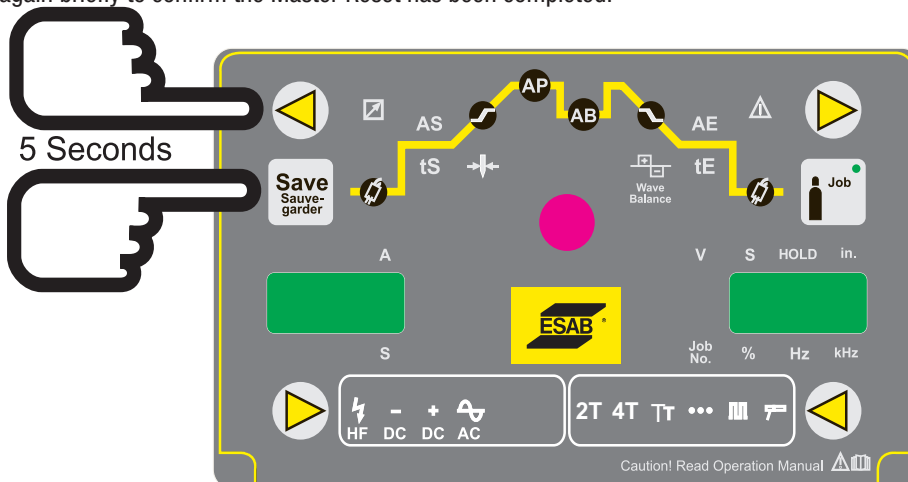 again briefly to confirm the Master Reset has been completed.
5 Seconds
AP
AS
AB
AE
tS
tE
Save
Sauve-
garder
Wave
Balance
Job
A
V S HOLD in.
ESAB
S
Job
No. % Hz kHz
2T 4T
HF DC DC AC
Caution! Read Operation Manual